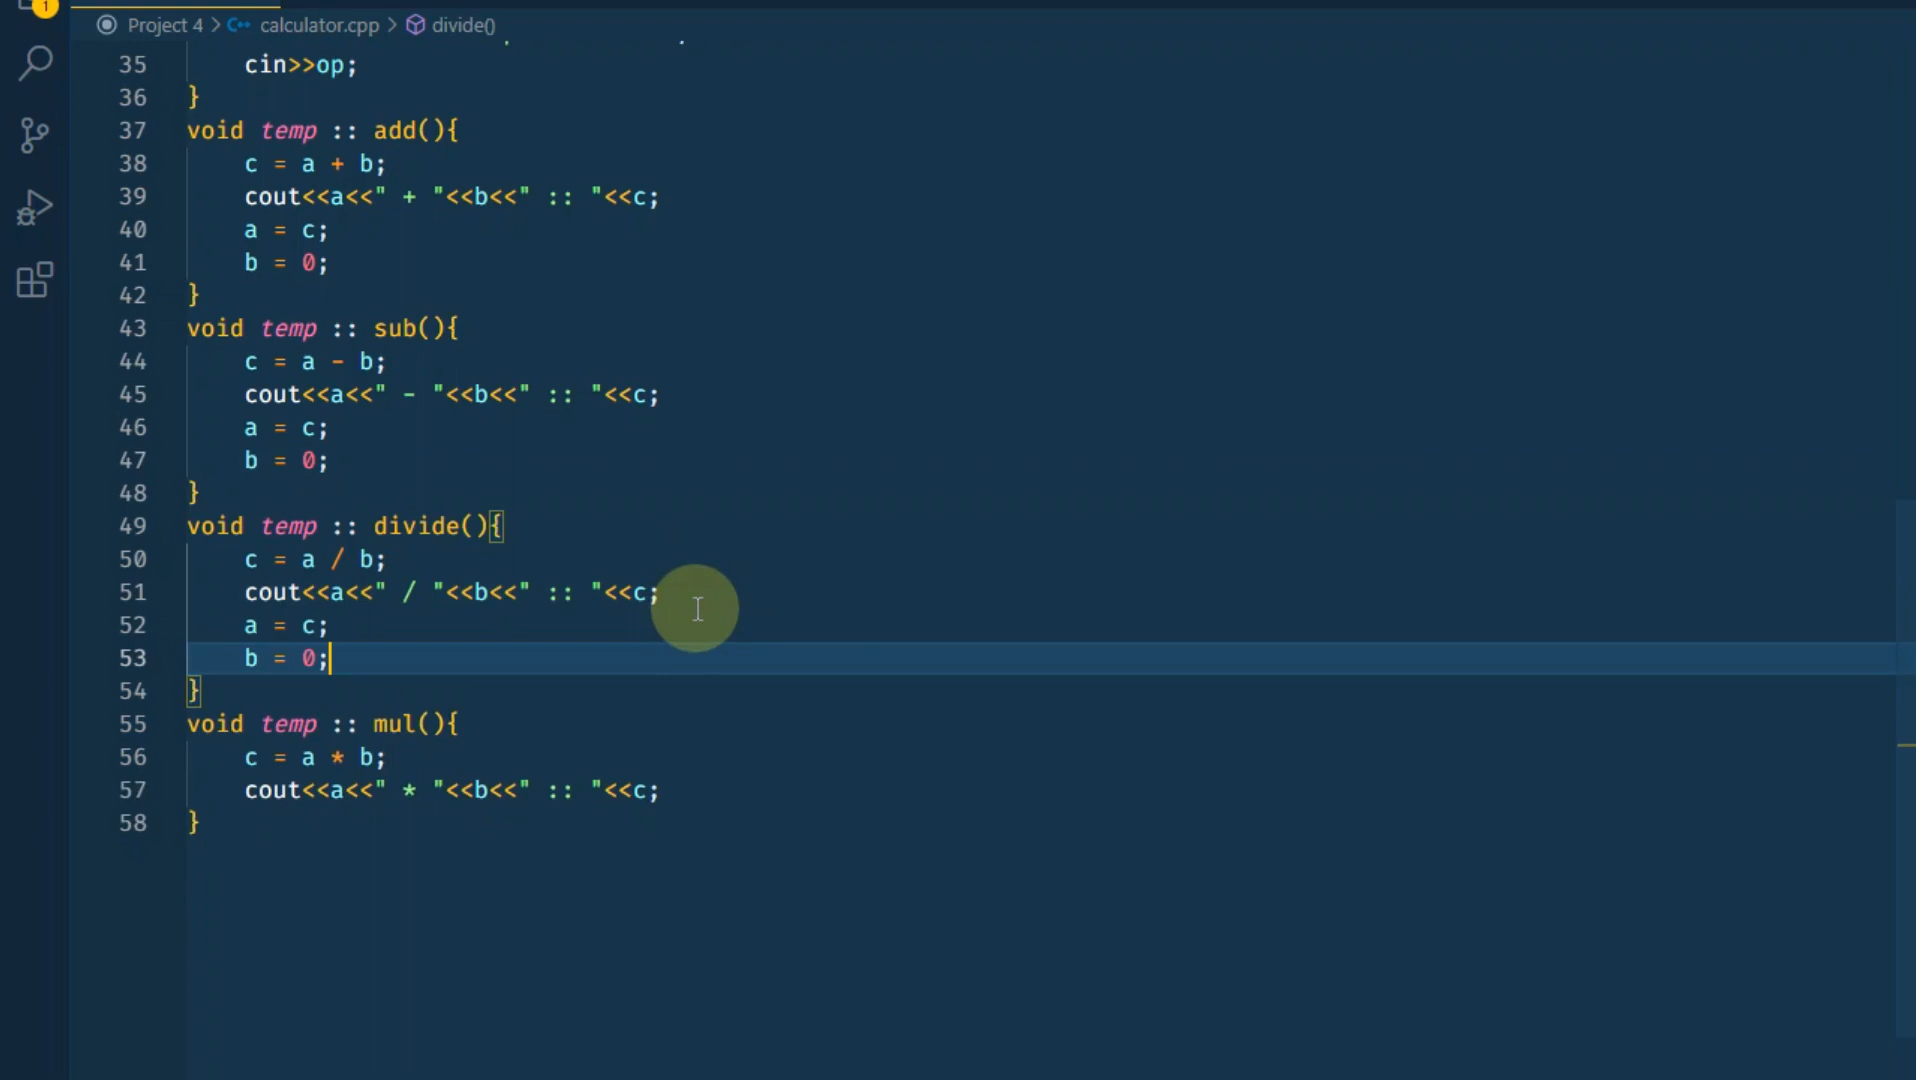 1
Project 4 > C++ calculator.cpp > divide()
35 cin>>op;
36 }
37 void temp :: add(){
38 c = a + b;
39 cout<<a<<" + "<<b<<" :: "<<c;
40 a = c;
41 b = 0;
42 }
43 void temp :: sub(){
44 c = a - b;
45 cout<<a<<" - "<<b<<" :: "<<c;
46 a = c;
47 b = 0;
48 }
49 void temp :: divide(){
50 c = a / b;
51 cout<<a<<" / "<<b<<" :: "<<c;
52 a = c;
53 b = 0;
54 }
55 void temp :: mul(){
56 c = a * b;
57 cout<<a<<" * "<<b<<" :: "<<c;
58 }